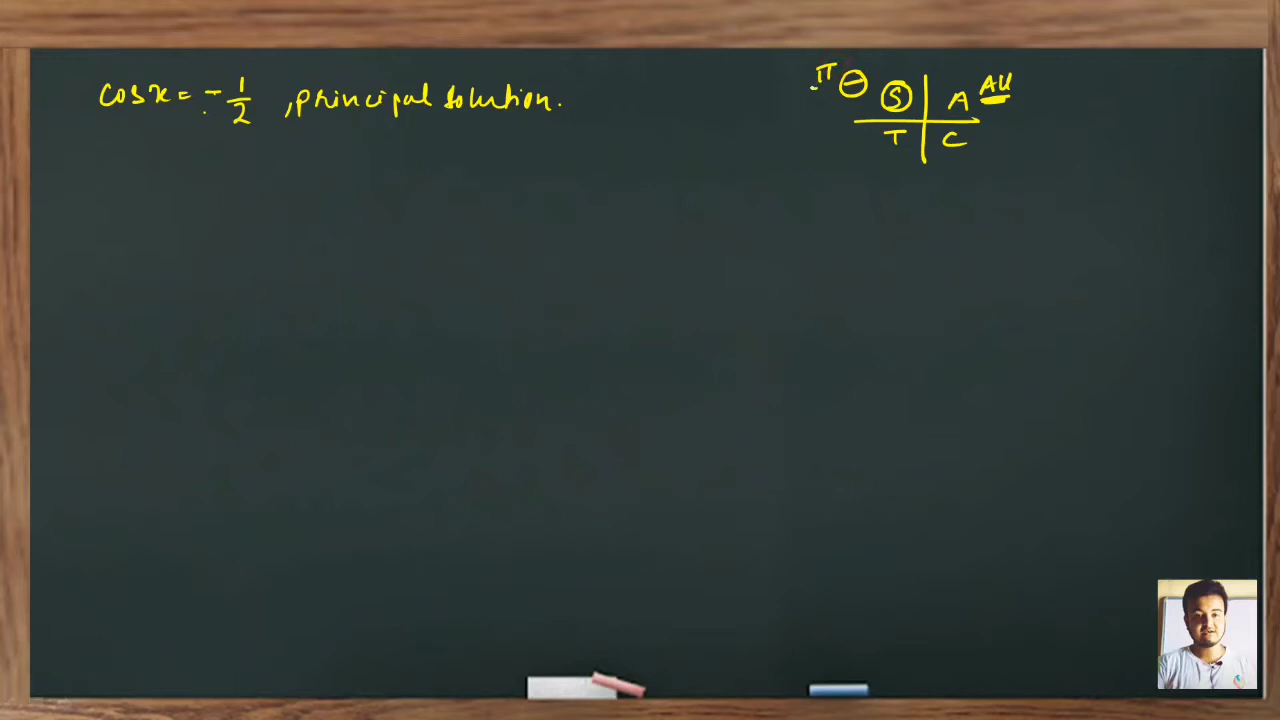 cos x = - 1/2 , principal solution.
π ⊖ Ⓢ A All
T C